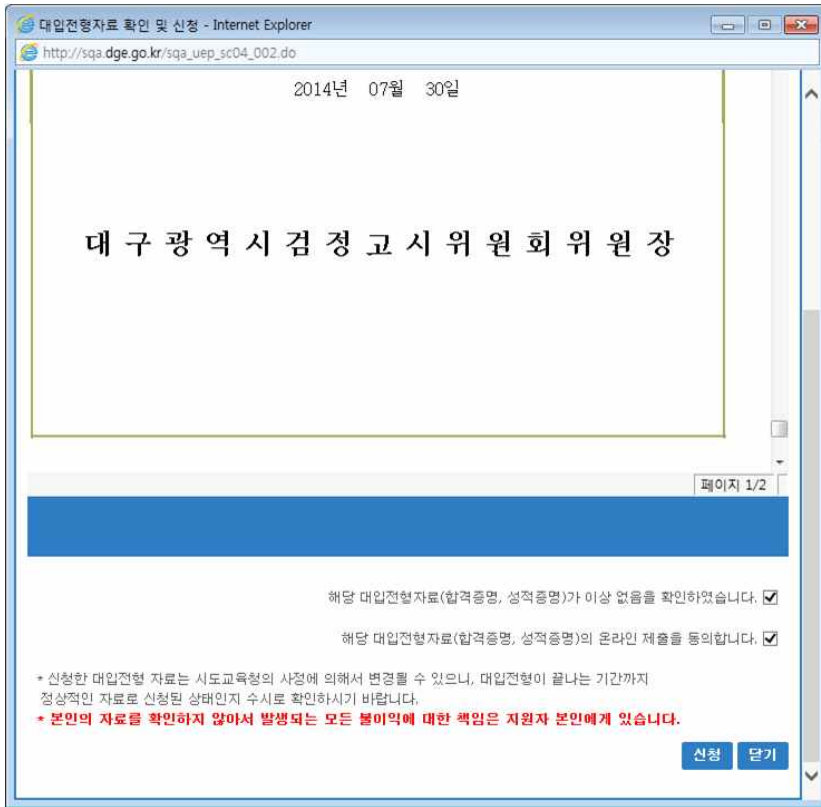 대입전형자료 확인 및 신청 - Internet Explorer
http://sqa.dge.go.kr/sqa_uep_sc04_002.do
2014년 07월 30일
대구광역시검정고시위원회위원장
페이지 1/2
해당 대입전형자료(합격증명, 성적증명)가 이상 없음을 확인하였습니다.
해당 대입전형자료(합격증명, 성적증명)의 온라인 제출을 동의합니다.
* 신청한 대입전형 자료는 시도교육청의 사정에 의해서 변경될 수 있으니, 대입전형이 끝나는 기간까지
정상적인 자료로 신청된 상태인지 수시로 확인하시기 바랍니다.
* 본인의 자료를 확인하지 않아서 발생되는 모든 불이익에 대한 책임은 지원자 본인에게 있습니다.
신청 닫기